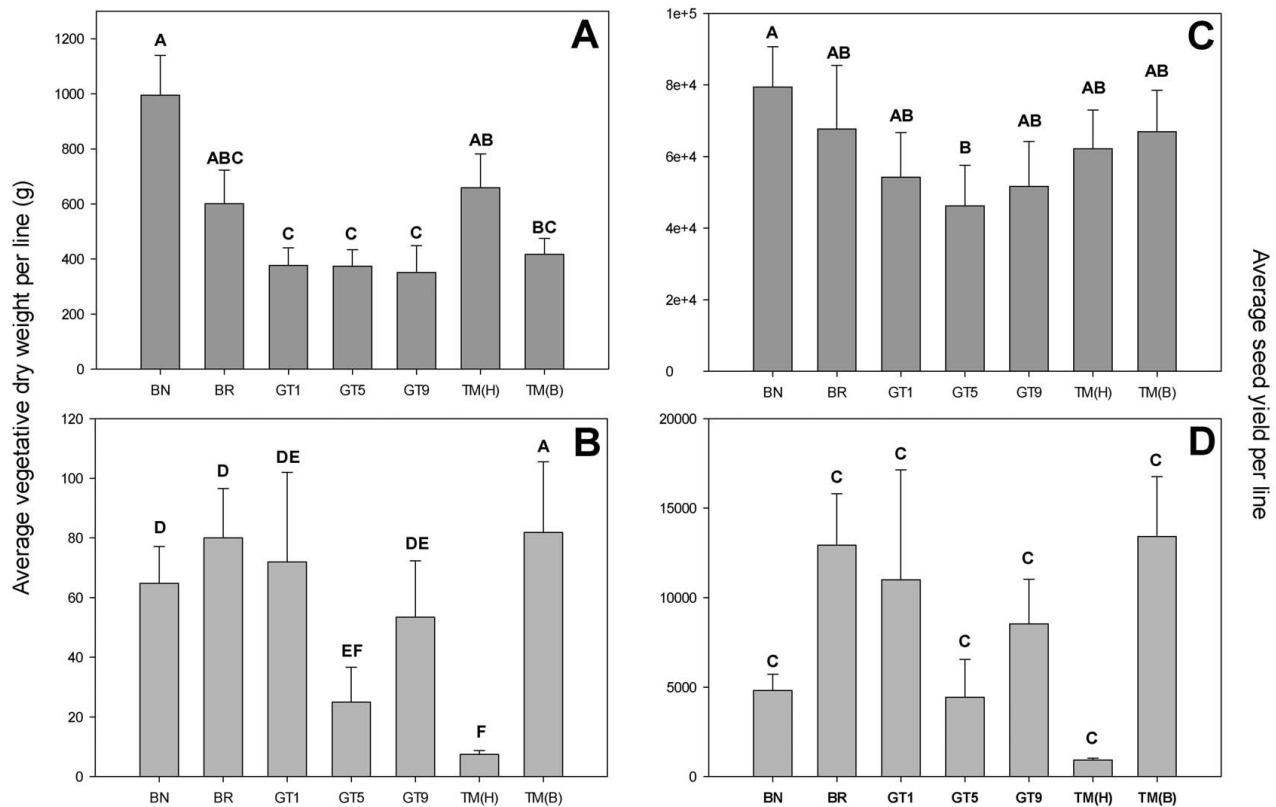 Average vegetative dry weight per line (g)
A
1200
1000
800
600
400
200
0
A
ABC
C
C
C
AB
BC
BN BR GT1 GT5 GT9 TM(H) TM(B)
B
120
100
80
60
40
20
0
D
D
DE
EF
DE
F
A
BN BR GT1 GT5 GT9 TM(H) TM(B)
C
1e+5
8e+4
6e+4
4e+4
2e+4
0
A
AB
AB
B
AB
AB
AB
BN BR GT1 GT5 GT9 TM(H) TM(B)
D
20000
15000
10000
5000
0
C
C
C
C
C
C
C
BN BR GT1 GT5 GT9 TM(H) TM(B)
Average seed yield per line